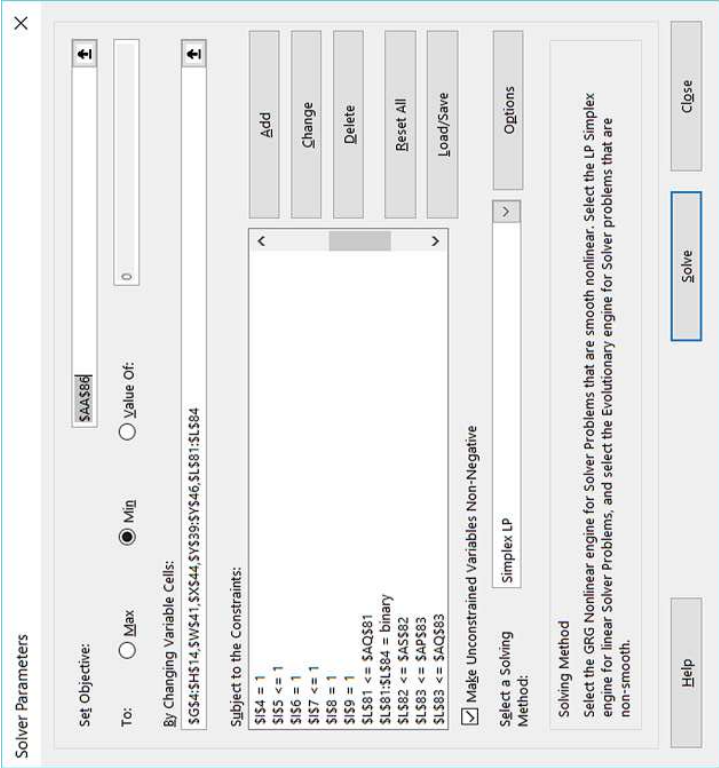 Solver Parameters
×
Set Objective:
$AA$86
To:
Max
Min
Value Of:
0
By Changing Variable Cells:
$G$4:$H$14,$W$41,$X$44,$Y$39:$Y$46,$L$81:$L$84
Subject to the Constraints:
$I$4 = 1
$I$5 <= 1
$I$6 = 1
$I$7 <= 1
$I$8 = 1
$I$9 = 1
$L$81 <= $AQ$81
$L$81:$L$84 = binary
$L$82 <= $AS$82
$L$83 <= $AP$83
$L$83 <= $AQ$83
Add
Change
Delete
Reset All
Load/Save
Make Unconstrained Variables Non-Negative
Select a Solving
Method:
Simplex LP
Options
Solving Method
Select the GRG Nonlinear engine for Solver Problems that are smooth nonlinear. Select the LP Simplex
engine for linear Solver Problems, and select the Evolutionary engine for Solver problems that are
non-smooth.
Help
Solve
Close